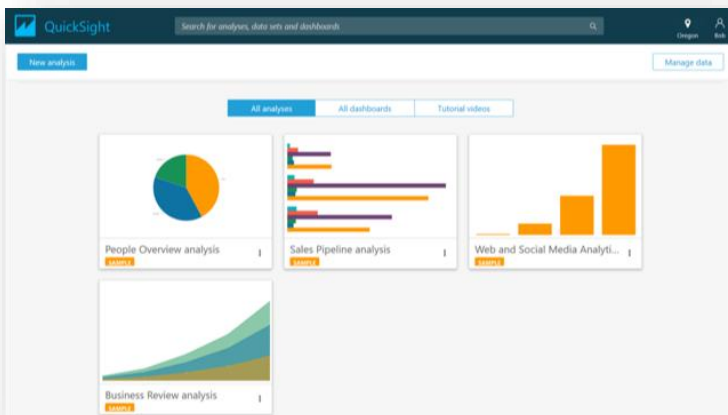 QuickSight
Search for analyses, data sets and dashboards
Oregon
Bob
New analysis
Manage data
All analyses
All dashboards
Tutorial videos
People Overview analysis
SAMPLE
Sales Pipeline analysis
SAMPLE
Web and Social Media Analyti...
SAMPLE
Business Review analysis
SAMPLE